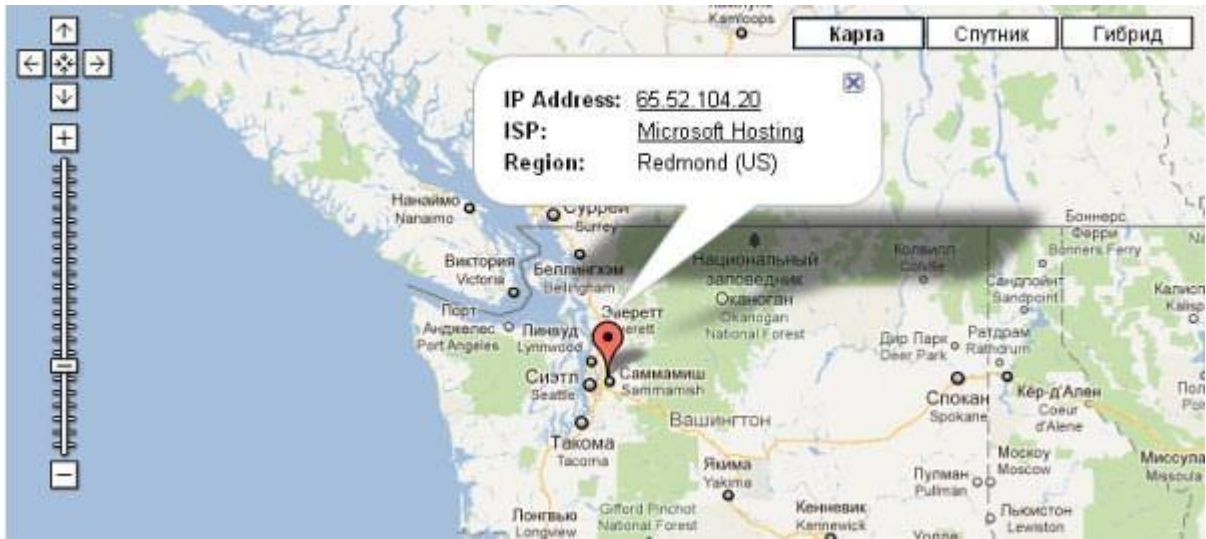 Kamloops
Карта
Спутник
Гибрид
IP Address: 65.52.104.20
ISP: Microsoft Hosting
Region: Redmond (US)
Нанаймо
Nanaimo
Суррей
Surrey
Боннерс
Ферри
Bonners Ferry
Виктория
Victoria
Беллингхэм
Bellingham
Национальный
заповедник
Оканоган
Okanogan
National Forest
Колвилл
Colville
Сандпойнт
Sandpoint
Порт
Анджелес
Port Angeles
Эверетт
Линвуд
Lynnwood
Дир Парк
Deer Park
Ратдрам
Rathdrum
Сиэтл
Seattle
Саммамиш
Sammamish
Спокан
Spokane
Кёр-д'Ален
Coeur
d'Alene
Такома
Tacoma
Вашингтон
Якима
Yakima
Пулман
Pullman
Москоу
Moscow
Миссула
Missoula
Лонгвью
Longview
Gifford Pinchot
National Forest
Кенневик
Kennewick
Льюистон
Lewiston